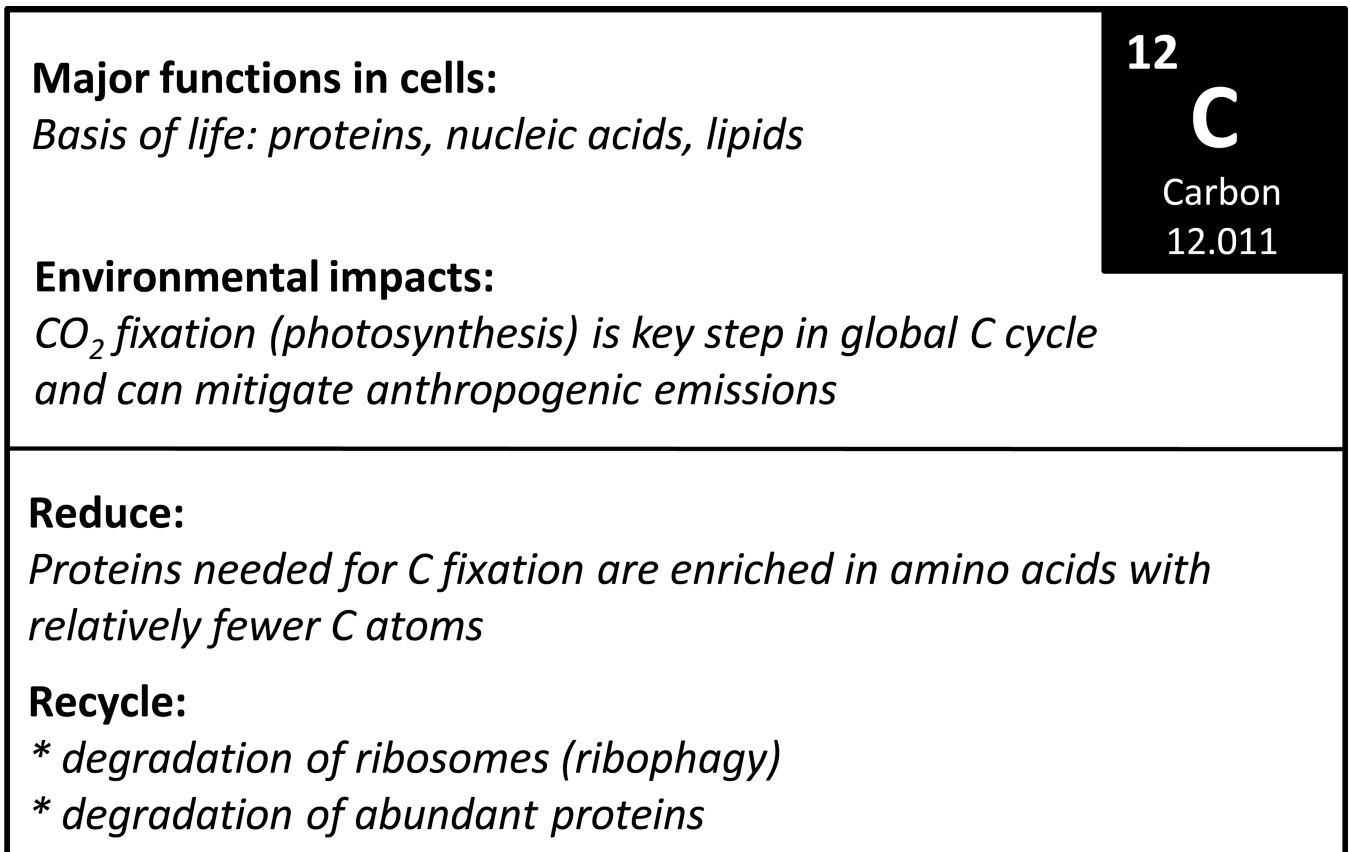 Major functions in cells:
Basis of life: proteins, nucleic acids, lipids
12
C
Carbon
12.011
Environmental impacts:
CO₂ fixation (photosynthesis) is key step in global C cycle
and can mitigate anthropogenic emissions
Reduce:
Proteins needed for C fixation are enriched in amino acids with
relatively fewer C atoms
Recycle:
* degradation of ribosomes (ribophagy)
* degradation of abundant proteins